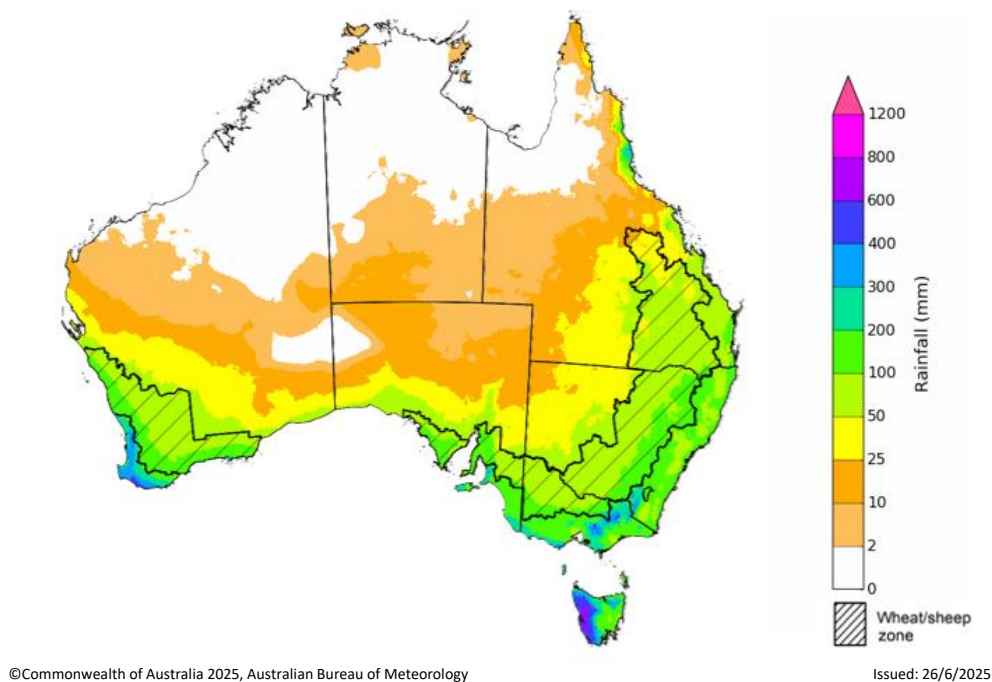 1200
800
600
400
300
200
100
50
25
10
2
0
Rainfall (mm)
Wheat/sheep
zone
©Commonwealth of Australia 2025, Australian Bureau of Meteorology
Issued: 26/6/2025